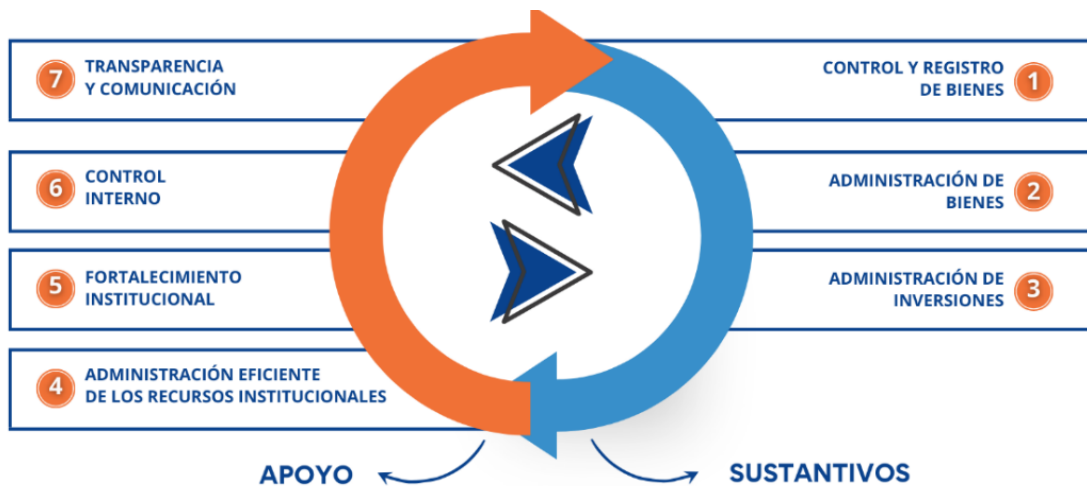 7
TRANSPARENCIA
Y COMUNICACIÓN
CONTROL Y REGISTRO
DE BIENES
1
6
CONTROL
INTERNO
ADMINISTRACIÓN DE
BIENES
2
5
FORTALECIMIENTO
INSTITUCIONAL
ADMINISTRACIÓN DE
INVERSIONES
3
4
ADMINISTRACIÓN EFICIENTE
DE LOS RECURSOS INSTITUCIONALES
APOYO
SUSTANTIVOS